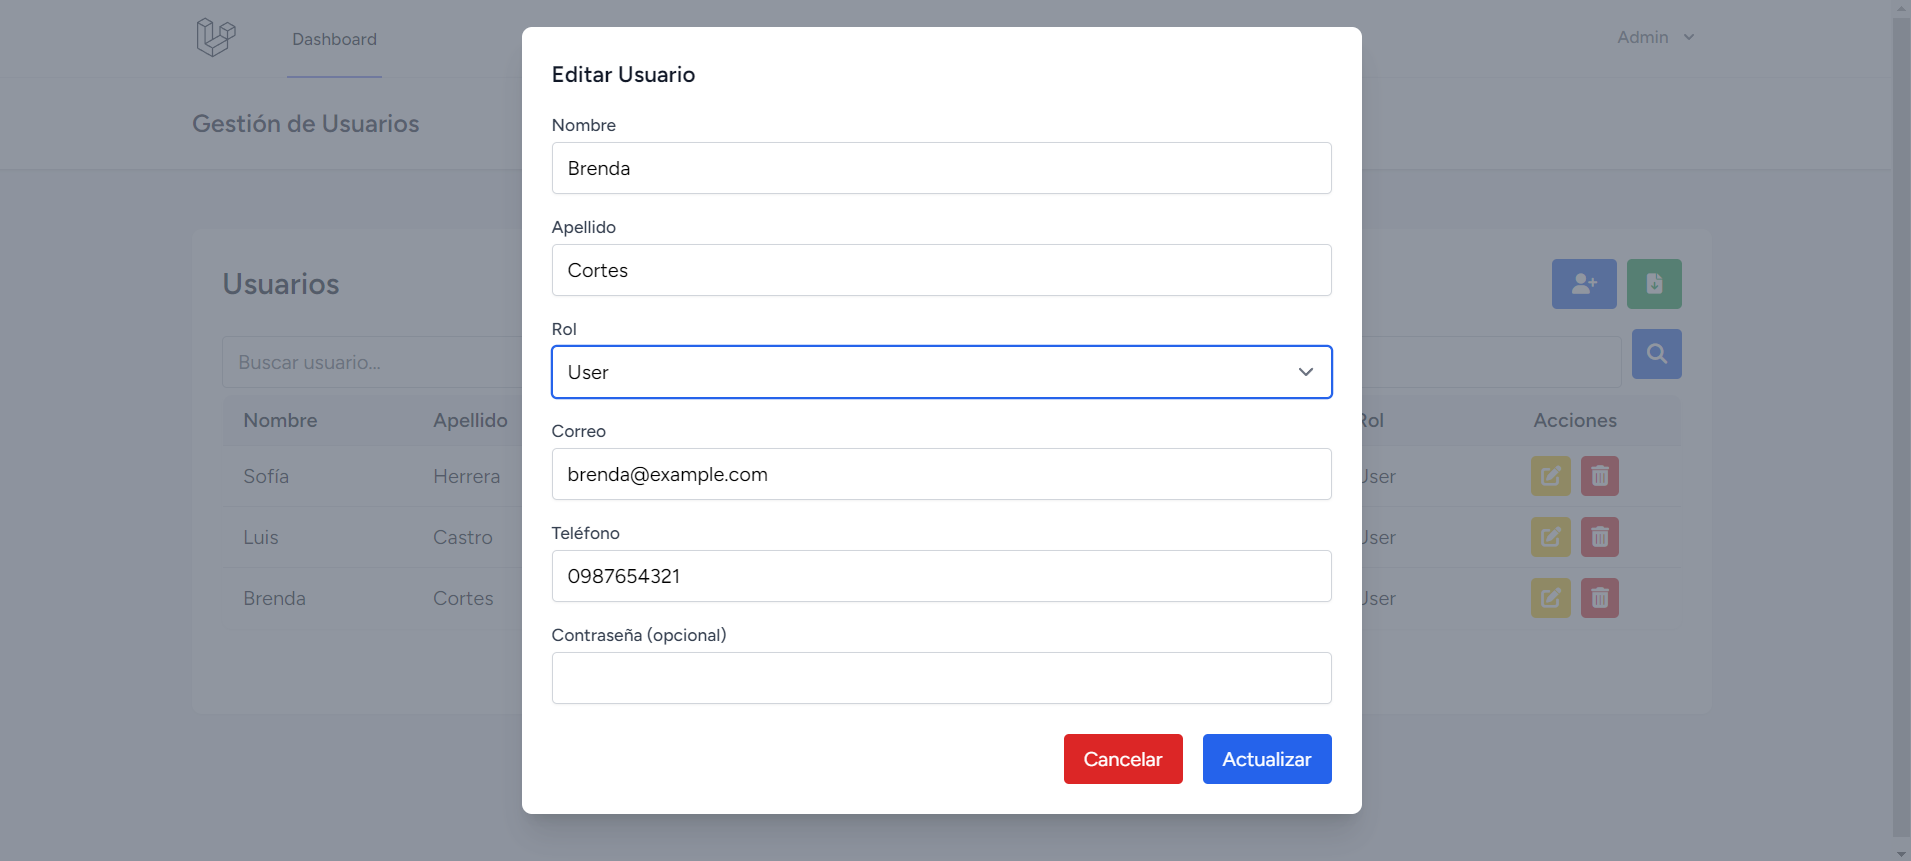 Dashboard
Admin
Gestión de Usuarios
Editar Usuario
Nombre
Brenda
Apellido
Cortes
Rol
User
Correo
brenda@example.com
Teléfono
0987654321
Contraseña (opcional)
Cancelar Actualizar
Usuarios
Buscar usuario...
Nombre Apellido Acciones
Sofía Herrera User
Luis Castro User
Brenda Cortes User